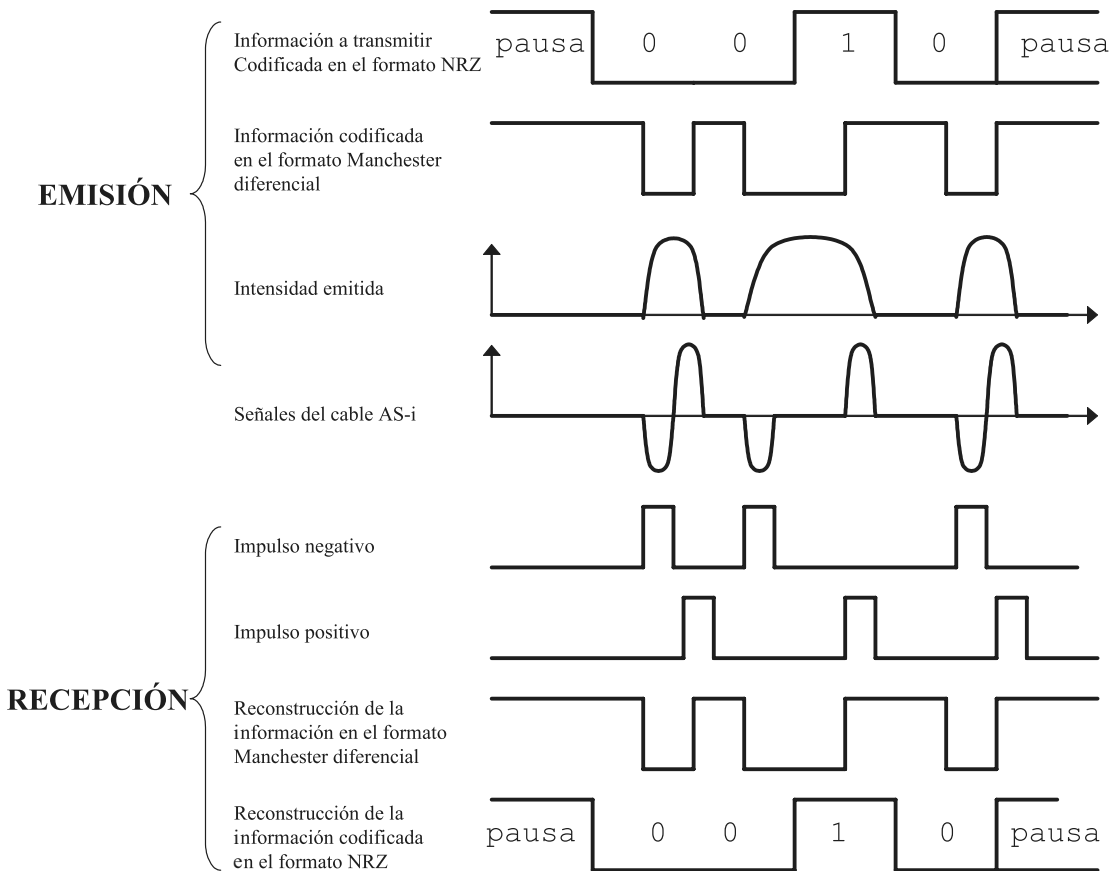 Información a transmitir
Codificada en el formato NRZ
pausa 0 0 1 0 pausa
Información codificada
en el formato Manchester
diferencial
EMISIÓN
Intensidad emitida
Señales del cable AS-i
Impulso negativo
Impulso positivo
RECEPCIÓN
Reconstrucción de la
información en el formato
Manchester diferencial
Reconstrucción de la
información codificada
en el formato NRZ
pausa 0 0 1 0 pausa